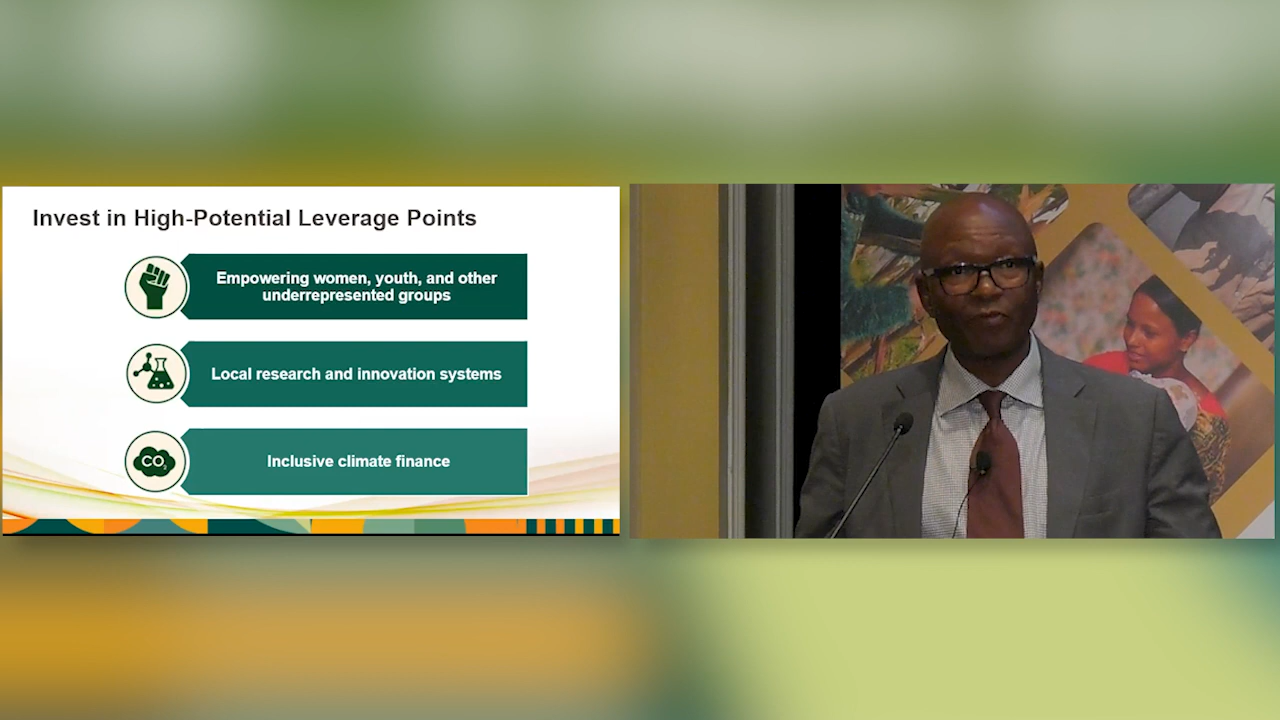 Invest in High-Potential Leverage Points
Empowering women, youth, and other
underrepresented groups
Local research and innovation systems
CO₂
Inclusive climate finance